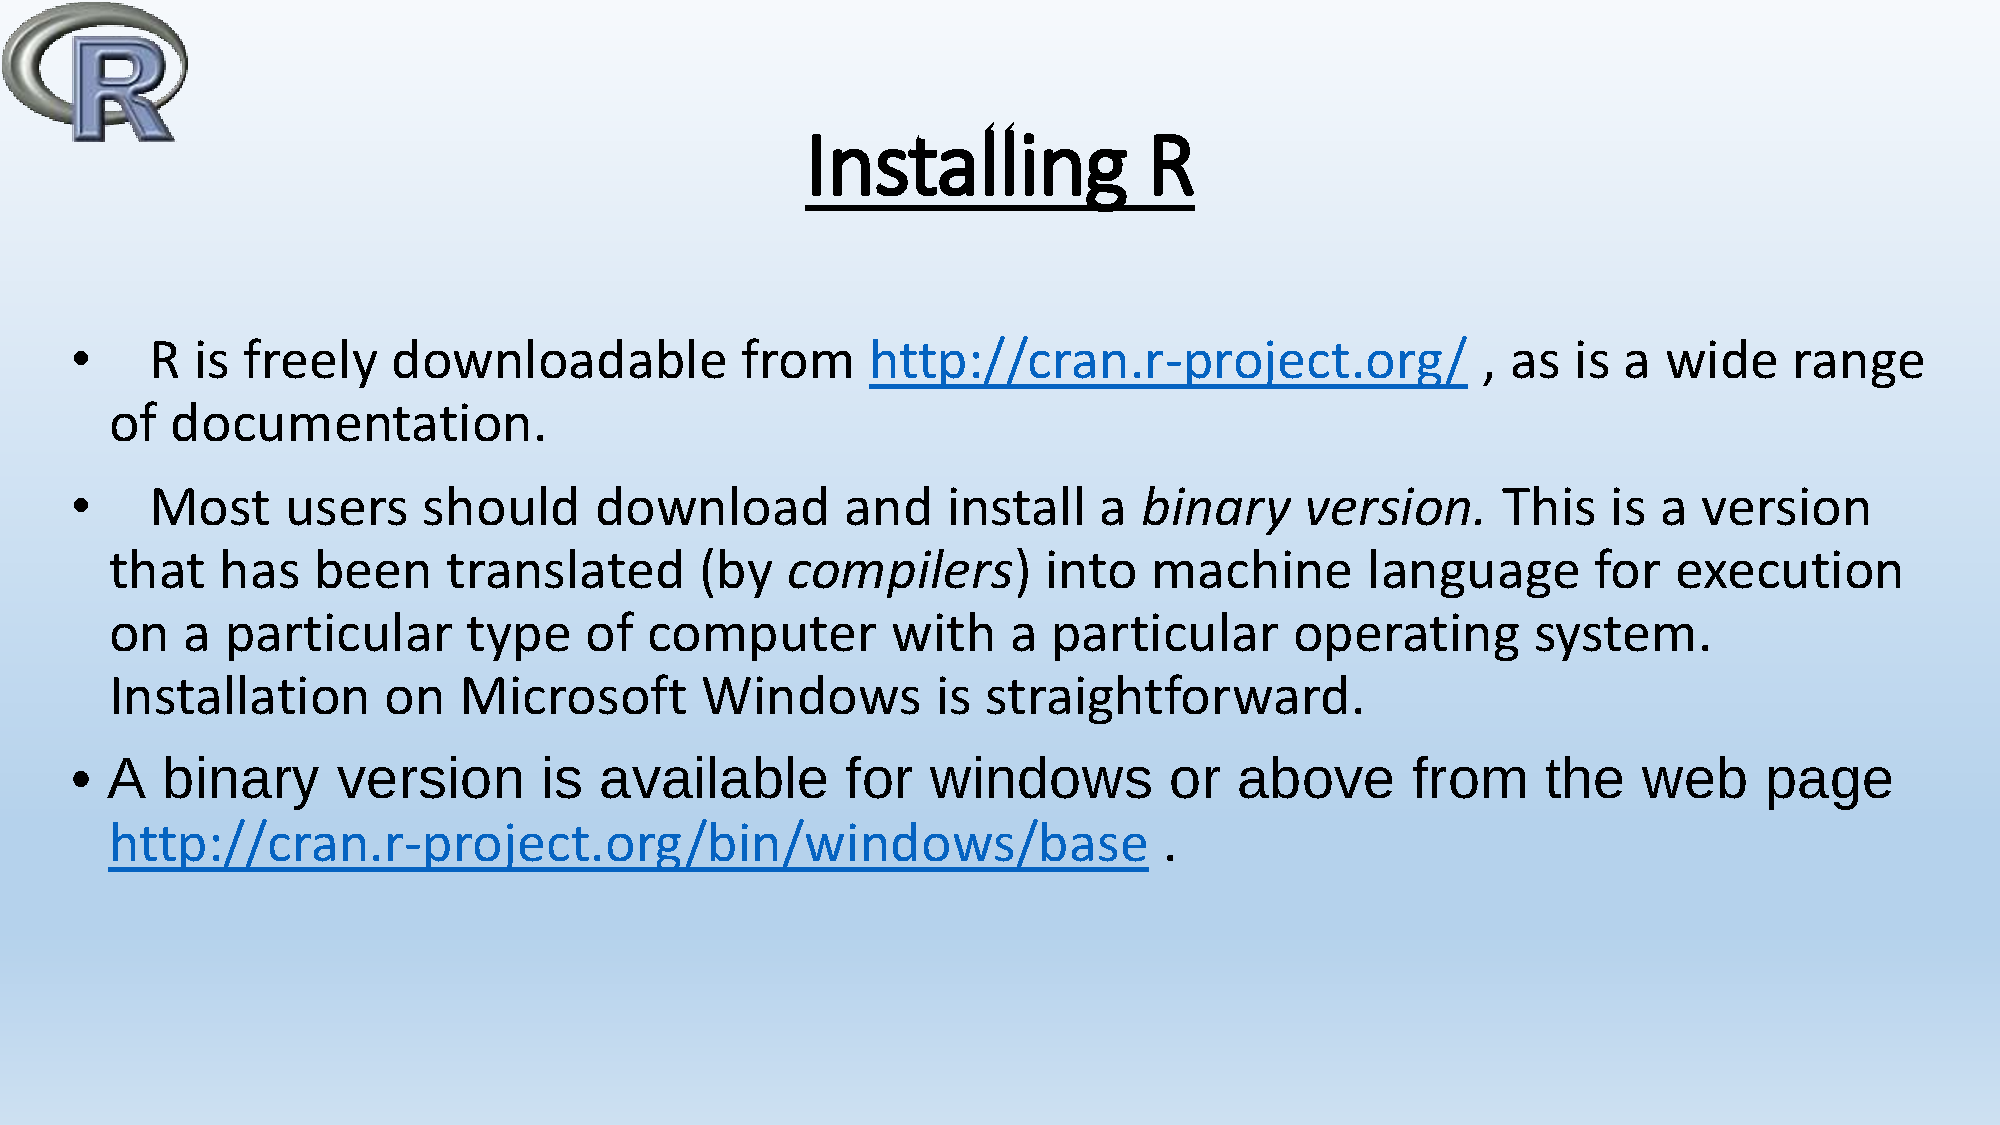 R
Installing R
• R is freely downloadable from http://cran.r-project.org/ , as is a wide range
of documentation.
• Most users should download and install a binary version. This is a version
that has been translated (by compilers) into machine language for execution
on a particular type of computer with a particular operating system.
Installation on Microsoft Windows is straightforward.
• A binary version is available for windows or above from the web page
http://cran.r-project.org/bin/windows/base .